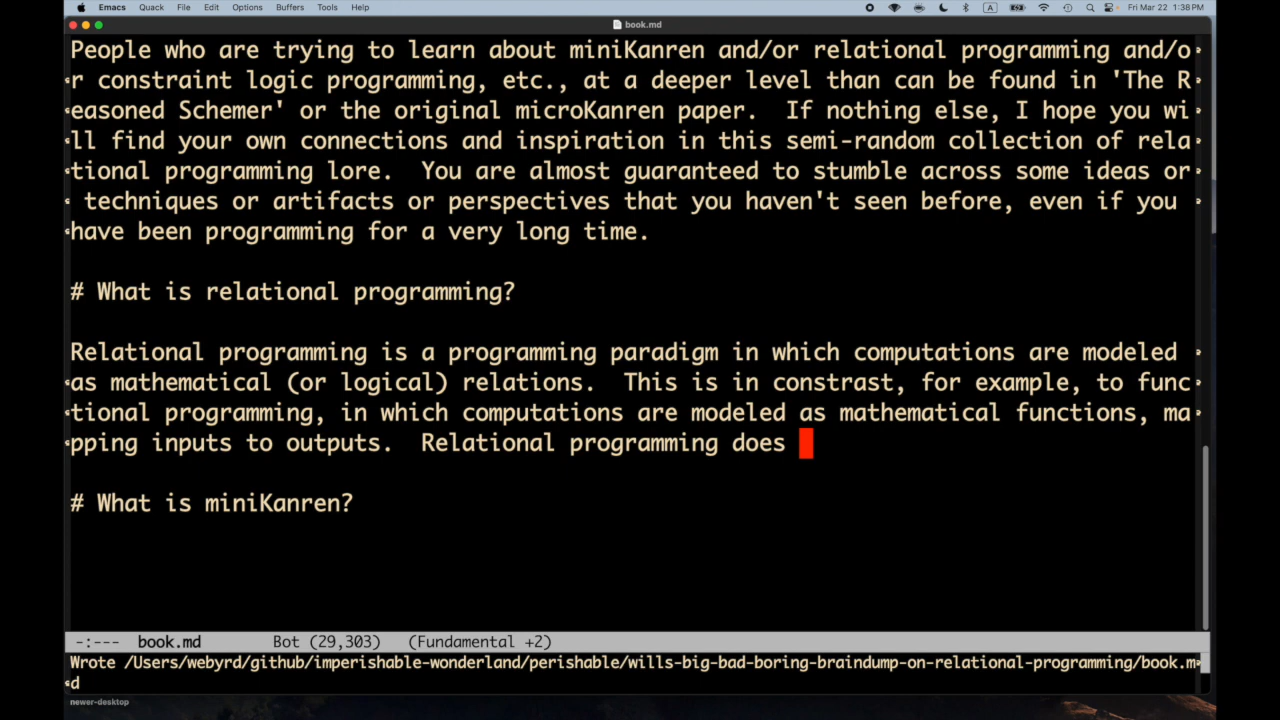 Emacs Quack File Edit Options Buffers Tools Help A Fri Mar 22 1:38 PM
book.md
People who are trying to learn about miniKanren and/or relational programming and/o
r constraint logic programming, etc., at a deeper level than can be found in 'The R
easoned Schemer' or the original microKanren paper.  If nothing else, I hope you wi
ll find your own connections and inspiration in this semi-random collection of rela
tional programming lore.  You are almost guaranteed to stumble across some ideas or
 techniques or artifacts or perspectives that you haven't seen before, even if you
have been programming for a very long time.
# What is relational programming?
Relational programming is a programming paradigm in which computations are modeled
as mathematical (or logical) relations.  This is in constrast, for example, to func
tional programming, in which computations are modeled as mathematical functions, ma
pping inputs to outputs.  Relational programming does
# What is miniKanren?
-:--- book.md Bot (29,303) (Fundamental +2)
Wrote /Users/webyrd/github/imperishable-wonderland/perishable/wills-big-bad-boring-braindump-on-relational-programming/book.m
d
newer-desktop